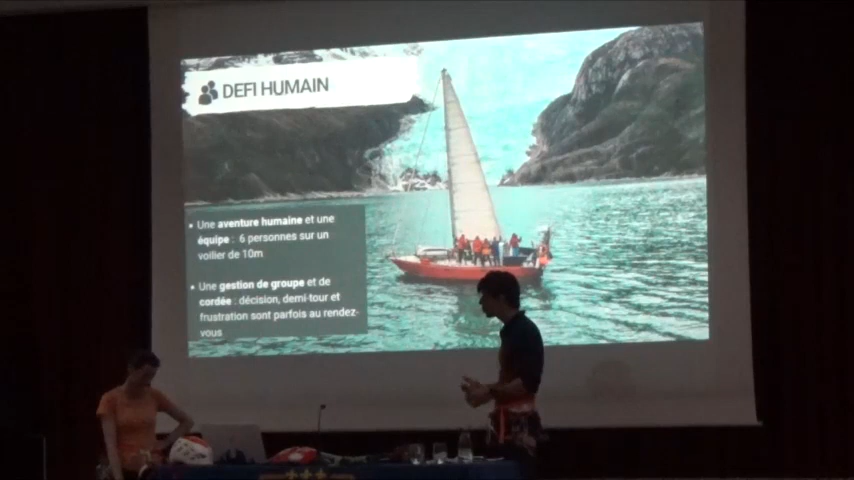 DEFI HUMAIN
▪ Une aventure humaine et une
équipe : 6 personnes sur un
voilier de 10m
▪ Une gestion de groupe et de
cordée : décision, demi-tour et
frustration sont parfois au rendez-
vous